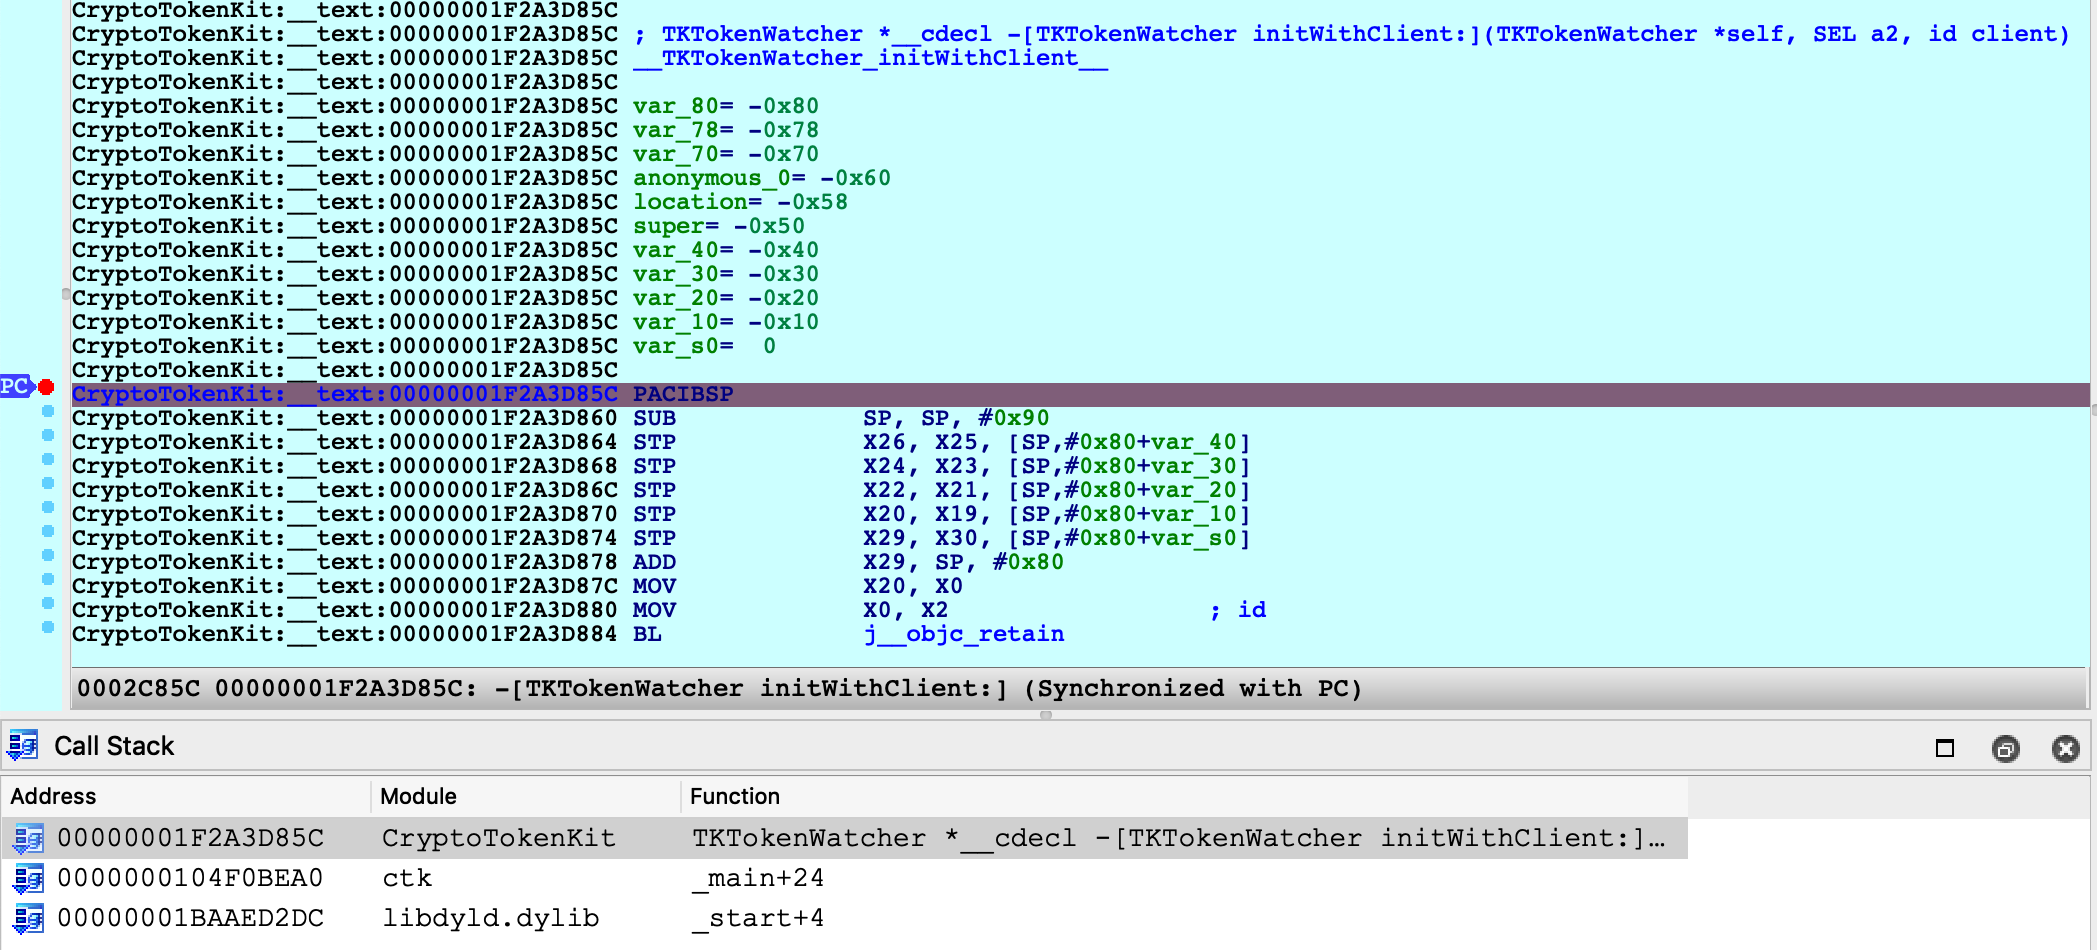 CryptoTokenKit:__text:00000001F2A3D85C
CryptoTokenKit:__text:00000001F2A3D85C ; TKTokenWatcher *__cdecl -[TKTokenWatcher initWithClient:](TKTokenWatcher *self, SEL a2, id client)
CryptoTokenKit:__text:00000001F2A3D85C __TKTokenWatcher_initWithClient__
CryptoTokenKit:__text:00000001F2A3D85C
CryptoTokenKit:__text:00000001F2A3D85C var_80= -0x80
CryptoTokenKit:__text:00000001F2A3D85C var_78= -0x78
CryptoTokenKit:__text:00000001F2A3D85C var_70= -0x70
CryptoTokenKit:__text:00000001F2A3D85C anonymous_0= -0x60
CryptoTokenKit:__text:00000001F2A3D85C location= -0x58
CryptoTokenKit:__text:00000001F2A3D85C super= -0x50
CryptoTokenKit:__text:00000001F2A3D85C var_40= -0x40
CryptoTokenKit:__text:00000001F2A3D85C var_30= -0x30
CryptoTokenKit:__text:00000001F2A3D85C var_20= -0x20
CryptoTokenKit:__text:00000001F2A3D85C var_10= -0x10
CryptoTokenKit:__text:00000001F2A3D85C var_s0=  0
CryptoTokenKit:__text:00000001F2A3D85C
PC CryptoTokenKit:__text:00000001F2A3D85C PACIBSP
CryptoTokenKit:__text:00000001F2A3D860 SUB SP, SP, #0x90
CryptoTokenKit:__text:00000001F2A3D864 STP X26, X25, [SP,#0x80+var_40]
CryptoTokenKit:__text:00000001F2A3D868 STP X24, X23, [SP,#0x80+var_30]
CryptoTokenKit:__text:00000001F2A3D86C STP X22, X21, [SP,#0x80+var_20]
CryptoTokenKit:__text:00000001F2A3D870 STP X20, X19, [SP,#0x80+var_10]
CryptoTokenKit:__text:00000001F2A3D874 STP X29, X30, [SP,#0x80+var_s0]
CryptoTokenKit:__text:00000001F2A3D878 ADD X29, SP, #0x80
CryptoTokenKit:__text:00000001F2A3D87C MOV X20, X0
CryptoTokenKit:__text:00000001F2A3D880 MOV X0, X2 ; id
CryptoTokenKit:__text:00000001F2A3D884 BL j__objc_retain
0002C85C 00000001F2A3D85C: -[TKTokenWatcher initWithClient:] (Synchronized with PC)
Call Stack
Address Module Function
00000001F2A3D85C CryptoTokenKit TKTokenWatcher *__cdecl -[TKTokenWatcher initWithClient:]…
0000000104F0BEA0 ctk _main+24
00000001BAAED2DC libdyld.dylib _start+4